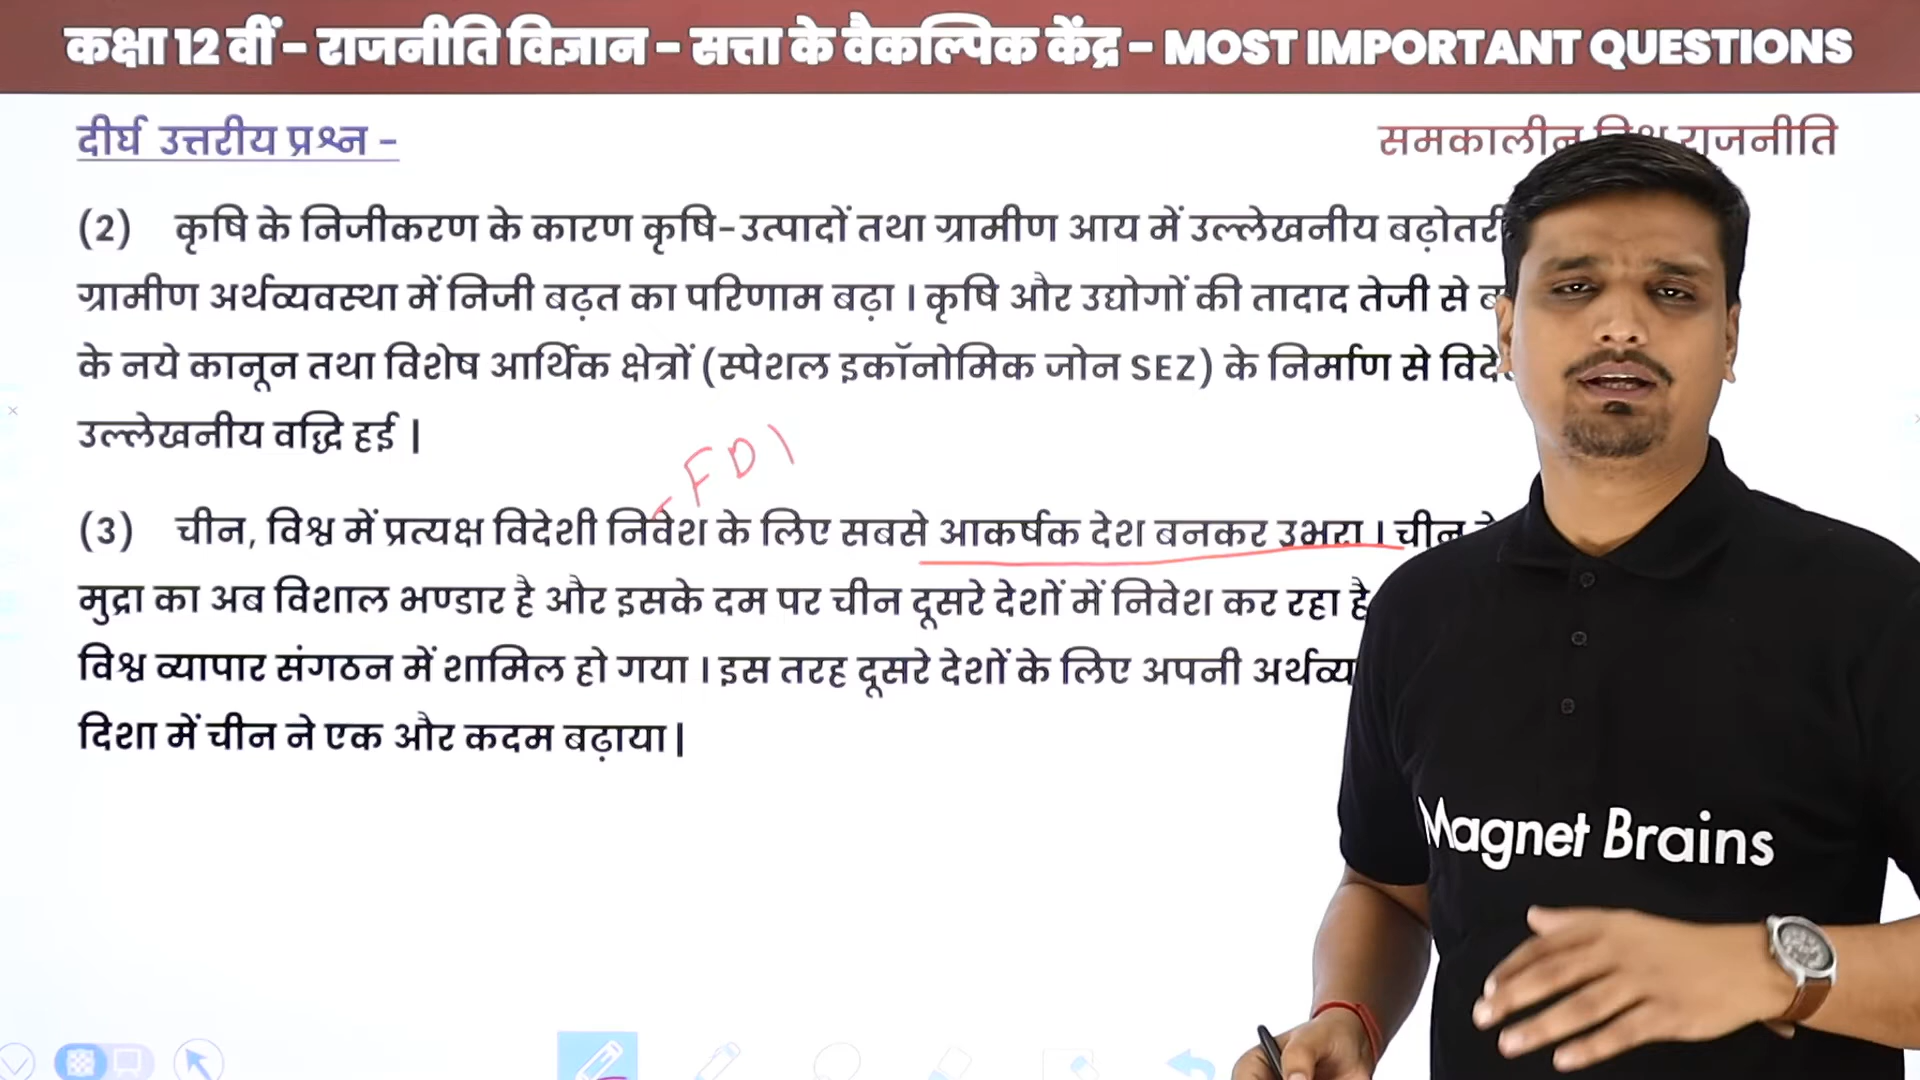 कक्षा 12 वीं – राजनीति विज्ञान – सत्ता के वैकल्पिक केंद्र – MOST IMPORTANT QUESTIONS
दीर्घ उत्तरीय प्रश्न –
समकालीन राजनीति
(2) कृषि के निजीकरण के कारण कृषि-उत्पादों तथा ग्रामीण आय में उल्लेखनीय बढ़ोतरी
ग्रामीण अर्थव्यवस्था में निजी बढ़त का परिणाम बढ़ा । कृषि और उद्योगों की तादाद तेजी से
के नये कानून तथा विशेष आर्थिक क्षेत्रों (स्पेशल इकॉनोमिक जोन SEZ) के निर्माण से
उल्लेखनीय वद्धि हई |
FDI
(3) चीन, विश्व में प्रत्यक्ष विदेशी निवेश के लिए सबसे आकर्षक देश बनकर उभरा । चीन
मुद्रा का अब विशाल भण्डार है और इसके दम पर चीन दूसरे देशों में निवेश कर रहा है
विश्व व्यापार संगठन में शामिल हो गया । इस तरह दूसरे देशों के लिए अपनी
दिशा में चीन ने एक और कदम बढ़ाया |
Magnet Brains